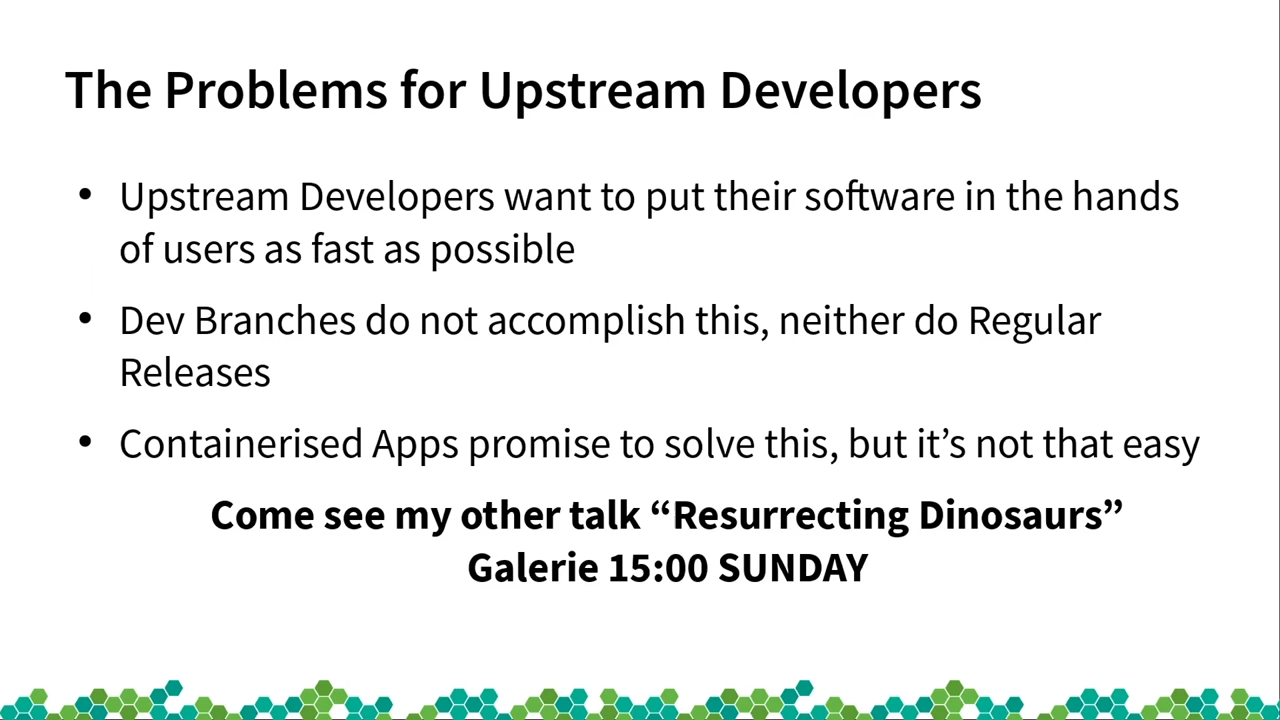 The Problems for Upstream Developers
• Upstream Developers want to put their software in the hands
of users as fast as possible
• Dev Branches do not accomplish this, neither do Regular
Releases
• Containerised Apps promise to solve this, but it’s not that easy
Come see my other talk “Resurrecting Dinosaurs”
Galerie 15:00 SUNDAY